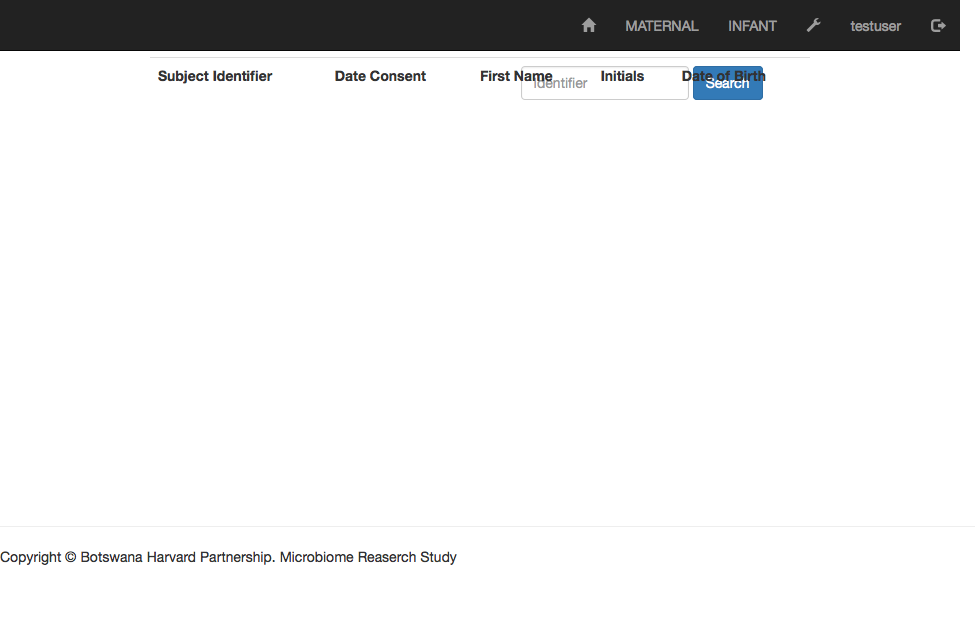 MATERNAL INFANT testuser
Subject Identifier Date Consent First Name Initials Date of Birth
Identifier Search
Copyright © Botswana Harvard Partnership. Microbiome Reaserch Study